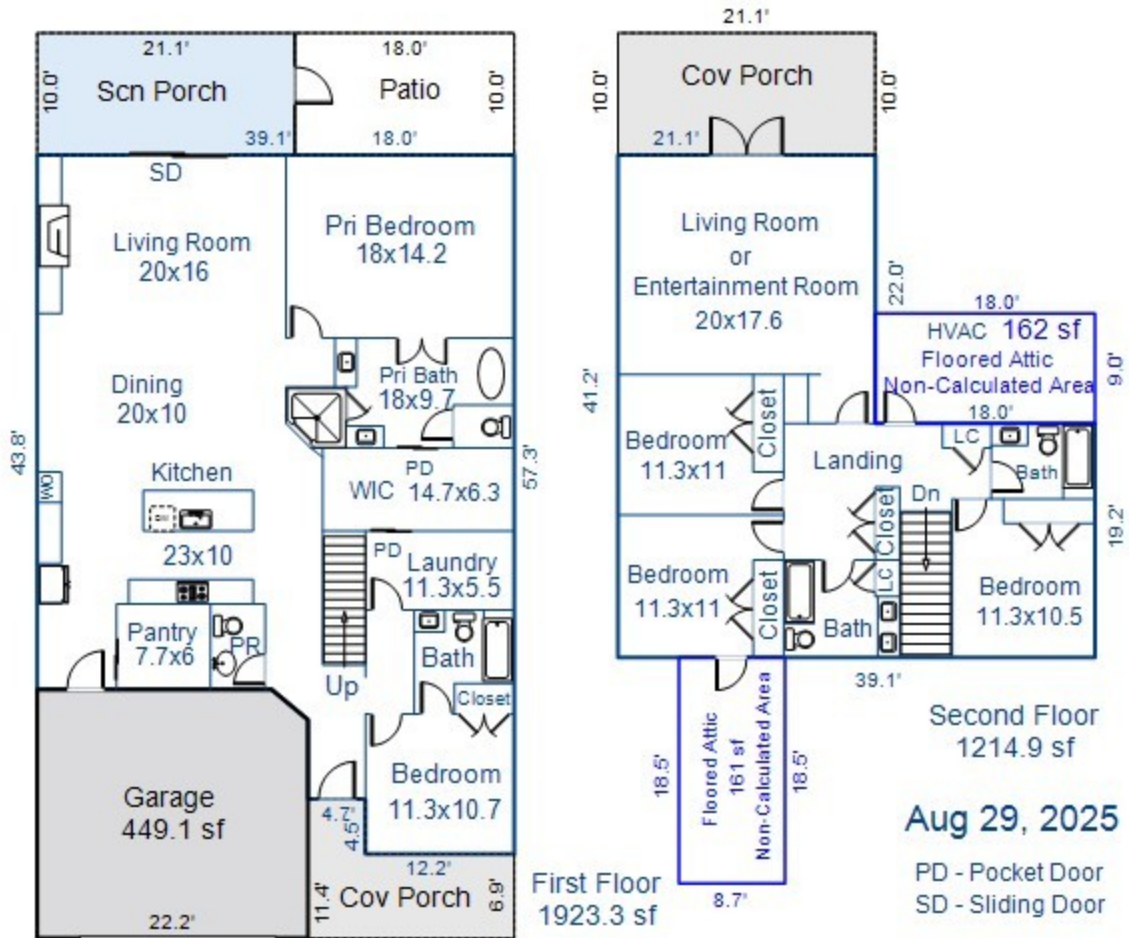 21.1'
18.0'
10.0'
Scn Porch
Patio
10.0'
39.1'
18.0'
SD
Living Room
20x16
Pri Bedroom
18x14.2
Dining
20x10
Pri Bath
18x9.7
43.8'
57.3'
PD
WIC 14.7x6.3
Kitchen
OMV
DW
23x10
PD
Laundry
11.3x5.5
Pantry
7.7x6
PR
Up
Bath
Closet
Bedroom
11.3x10.7
Garage
449.1 sf
22.2'
4.7'
4.5'
12.2'
11.4'
Cov Porch
6.9'
First Floor
1923.3 sf
21.1'
10.0'
Cov Porch
10.0'
21.1'
Living Room
or
Entertainment Room
20x17.6
22.0'
18.0'
HVAC 162 sf
Floored Attic
Non-Calculated Area
18.0'
9.0'
41.2'
Bedroom
11.3x11
Closet
Landing
LC
Bath
Dn
Closet
19.2'
Bedroom
11.3x11
Closet
LC
Bath
Bedroom
11.3x10.5
39.1'
18.5'
Floored Attic
161 sf
Non-Calculated Area
18.5'
8.7'
Second Floor
1214.9 sf
Aug 29, 2025
PD - Pocket Door
SD - Sliding Door